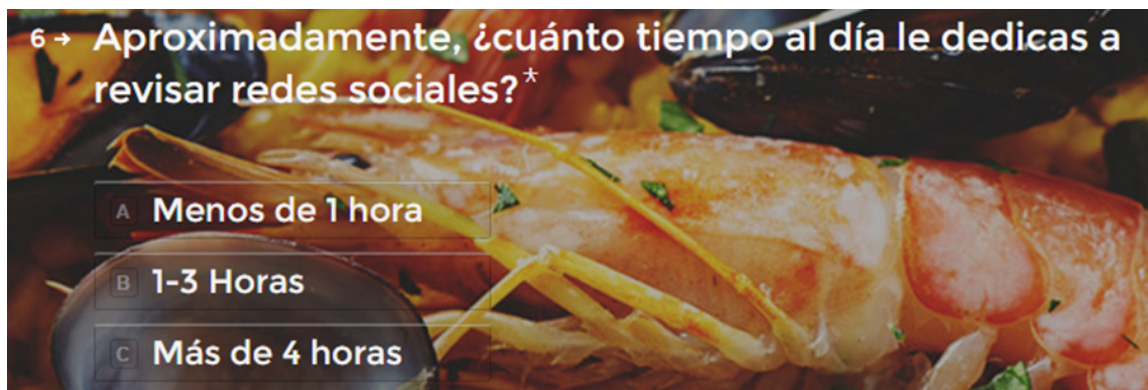 6→ Aproximadamente, ¿cuánto tiempo al día le dedicas a
revisar redes sociales?*
A Menos de 1 hora
B 1-3 Horas
C Más de 4 horas